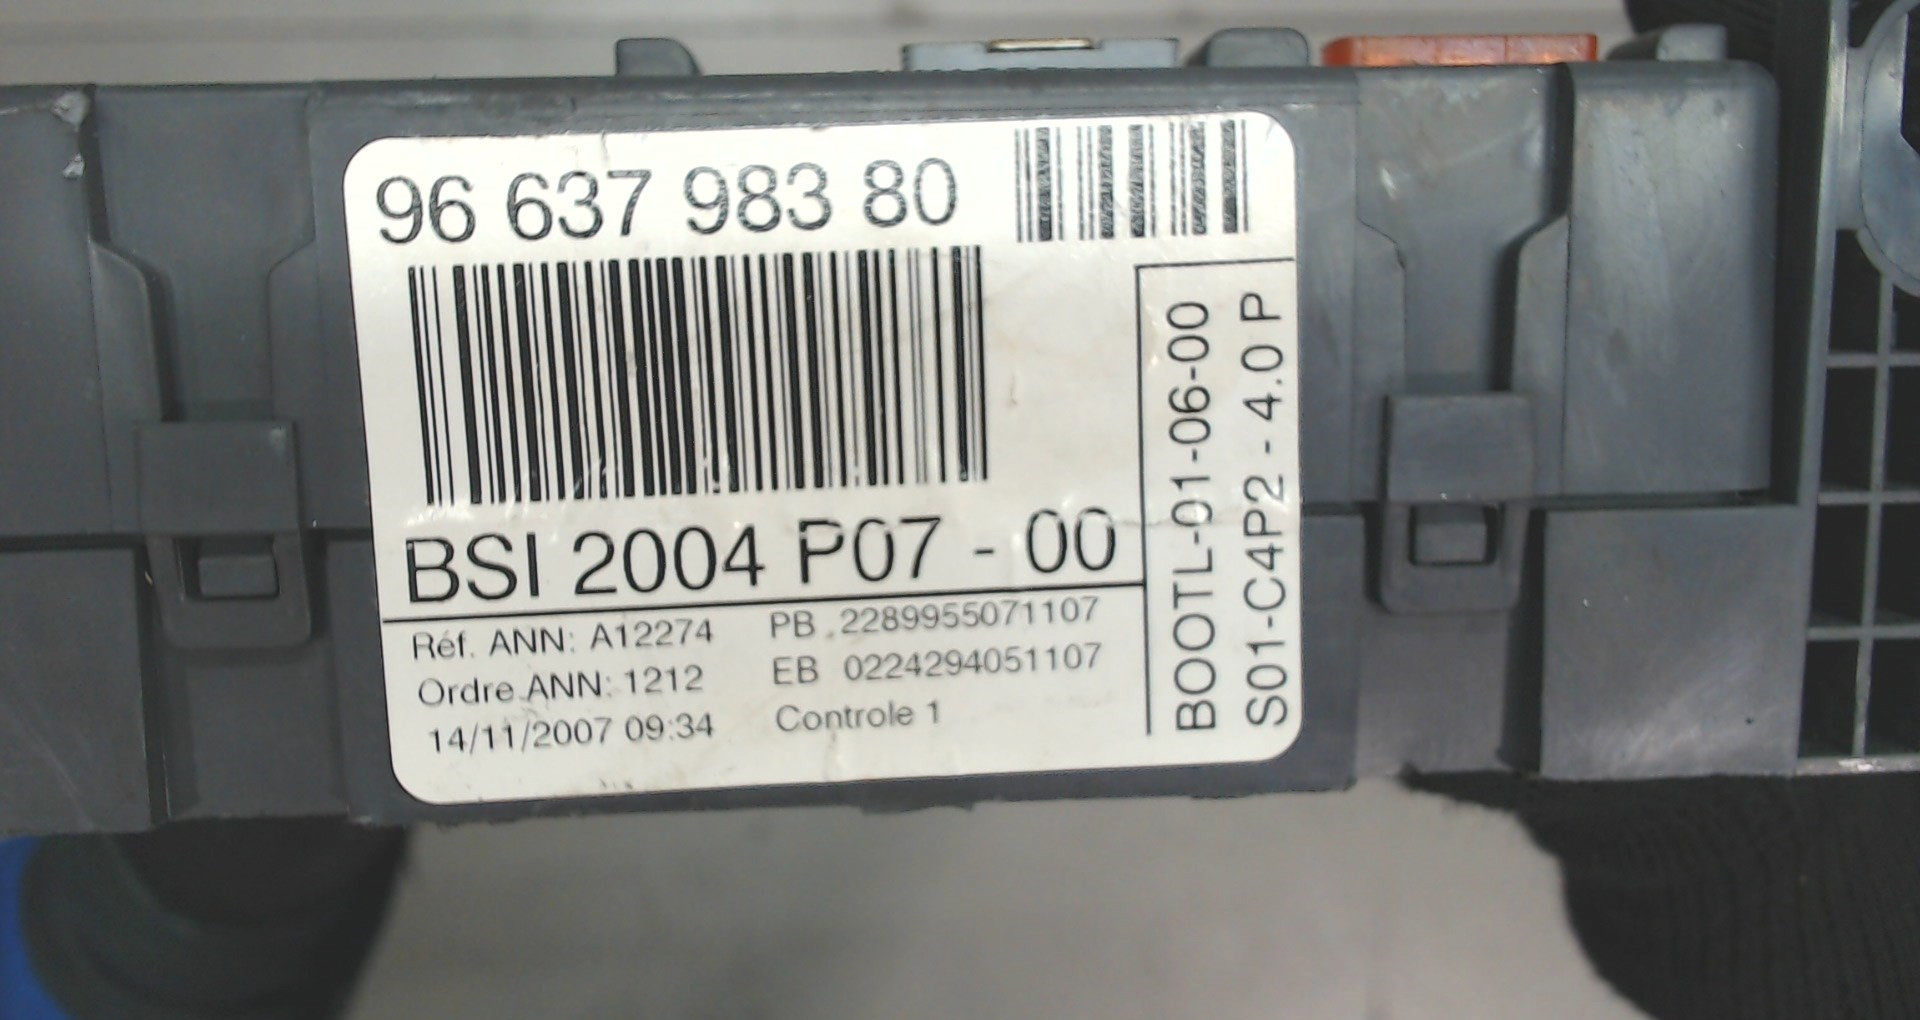 96 637 983 80
BSI 2004 P07 - 00
Réf. ANN: A12274
Ordre ANN: 1212
14/11/2007 09:34
PB 2289955071107
EB 0224294051107
Controle 1
BOOTL-01-06-00
S01-C4P2 - 4.0 P